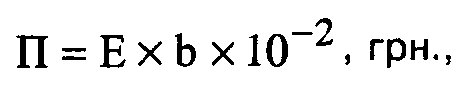 П = E × b × 10⁻², грн.,